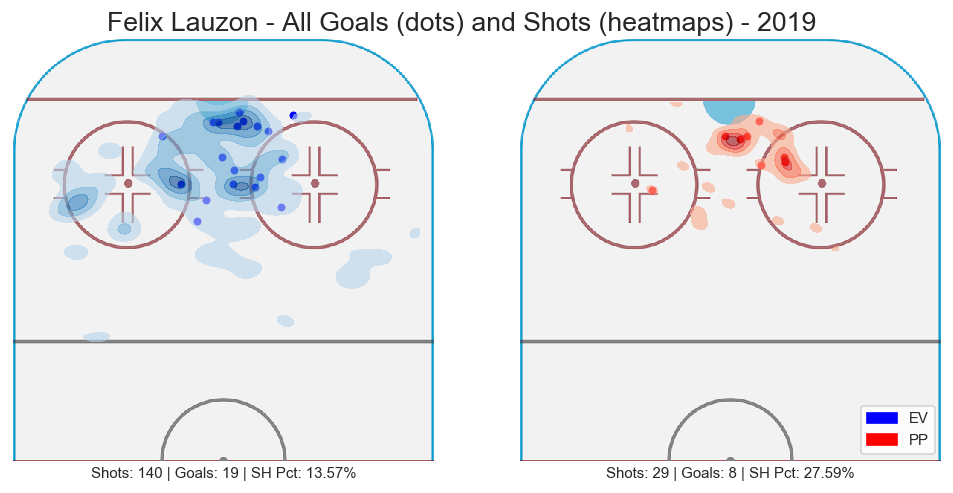 Felix Lauzon - All Goals (dots) and Shots (heatmaps) - 2019
EV
PP
Shots: 140 | Goals: 19 | SH Pct: 13.57%
Shots: 29 | Goals: 8 | SH Pct: 27.59%